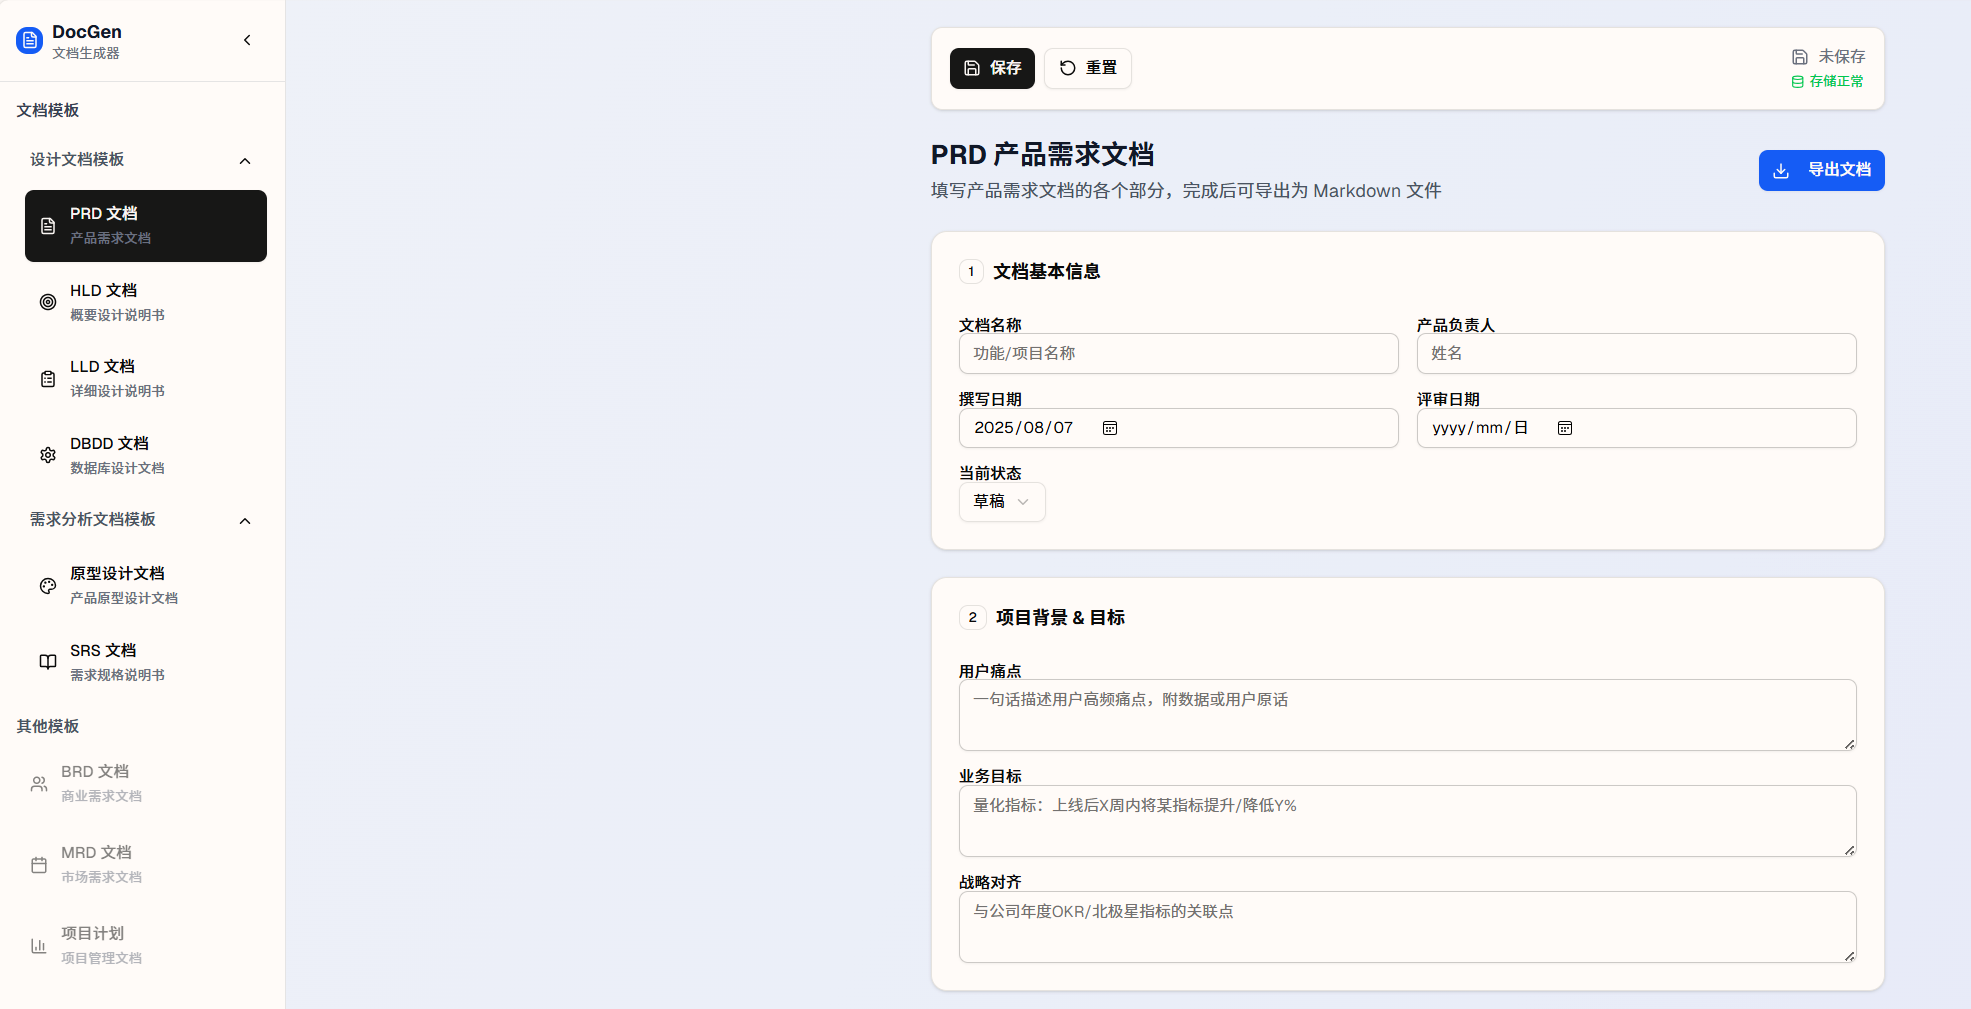 DocGen
文档生成器
文档模板
设计文档模板
PRD 文档
产品需求文档
HLD 文档
概要设计说明书
LLD 文档
详细设计说明书
DBDD 文档
数据库设计文档
需求分析文档模板
原型设计文档
产品原型设计文档
SRS 文档
需求规格说明书
其他模板
BRD 文档
商业需求文档
MRD 文档
市场需求文档
项目计划
项目管理文档
保存
重置
未保存
存储正常
PRD 产品需求文档
填写产品需求文档的各个部分，完成后可导出为 Markdown 文件
导出文档
1 文档基本信息
文档名称
功能/项目名称
产品负责人
姓名
撰写日期
2025/08/07
评审日期
yyyy/mm/日
当前状态
草稿
2 项目背景 & 目标
用户痛点
一句话描述用户高频痛点，附数据或用户原话
业务目标
量化指标：上线后X周内将某指标提升/降低Y%
战略对齐
与公司年度OKR/北极星指标的关联点